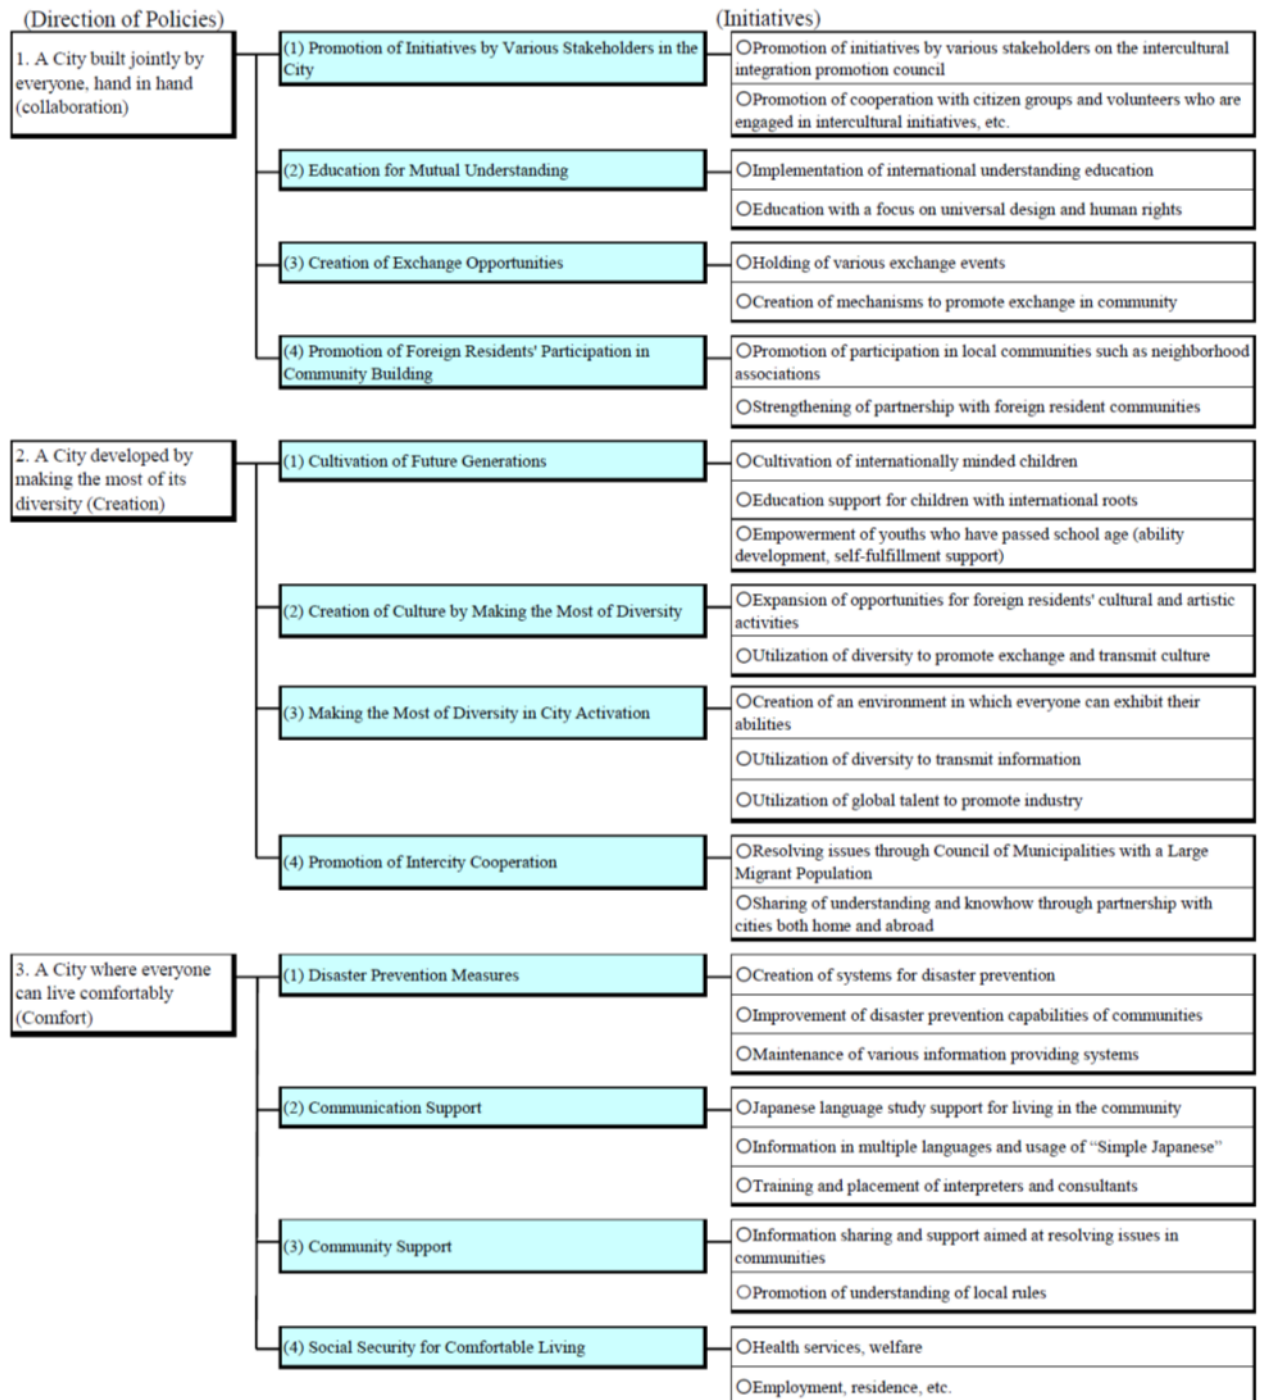 (Direction of Policies)
(Initiatives)
1. A City built jointly by
everyone, hand in hand
(collaboration)
(1) Promotion of Initiatives by Various Stakeholders in the
City
○Promotion of initiatives by various stakeholders on the intercultural
integration promotion council
○Promotion of cooperation with citizen groups and volunteers who are
engaged in intercultural initiatives, etc.
(2) Education for Mutual Understanding
○Implementation of international understanding education
○Education with a focus on universal design and human rights
(3) Creation of Exchange Opportunities
○Holding of various exchange events
○Creation of mechanisms to promote exchange in community
(4) Promotion of Foreign Residents' Participation in
Community Building
○Promotion of participation in local communities such as neighborhood
associations
○Strengthening of partnership with foreign resident communities
2. A City developed by
making the most of its
diversity (Creation)
(1) Cultivation of Future Generations
○Cultivation of internationally minded children
○Education support for children with international roots
○Empowerment of youths who have passed school age (ability
development, self-fulfillment support)
(2) Creation of Culture by Making the Most of Diversity
○Expansion of opportunities for foreign residents' cultural and artistic
activities
○Utilization of diversity to promote exchange and transmit culture
(3) Making the Most of Diversity in City Activation
○Creation of an environment in which everyone can exhibit their
abilities
○Utilization of diversity to transmit information
○Utilization of global talent to promote industry
(4) Promotion of Intercity Cooperation
○Resolving issues through Council of Municipalities with a Large
Migrant Population
○Sharing of understanding and knowhow through partnership with
cities both home and abroad
3. A City where everyone
can live comfortably
(Comfort)
(1) Disaster Prevention Measures
○Creation of systems for disaster prevention
○Improvement of disaster prevention capabilities of communities
○Maintenance of various information providing systems
(2) Communication Support
○Japanese language study support for living in the community
○Information in multiple languages and usage of “Simple Japanese”
○Training and placement of interpreters and consultants
(3) Community Support
○Information sharing and support aimed at resolving issues in
communities
○Promotion of understanding of local rules
(4) Social Security for Comfortable Living
○Health services, welfare
○Employment, residence, etc.